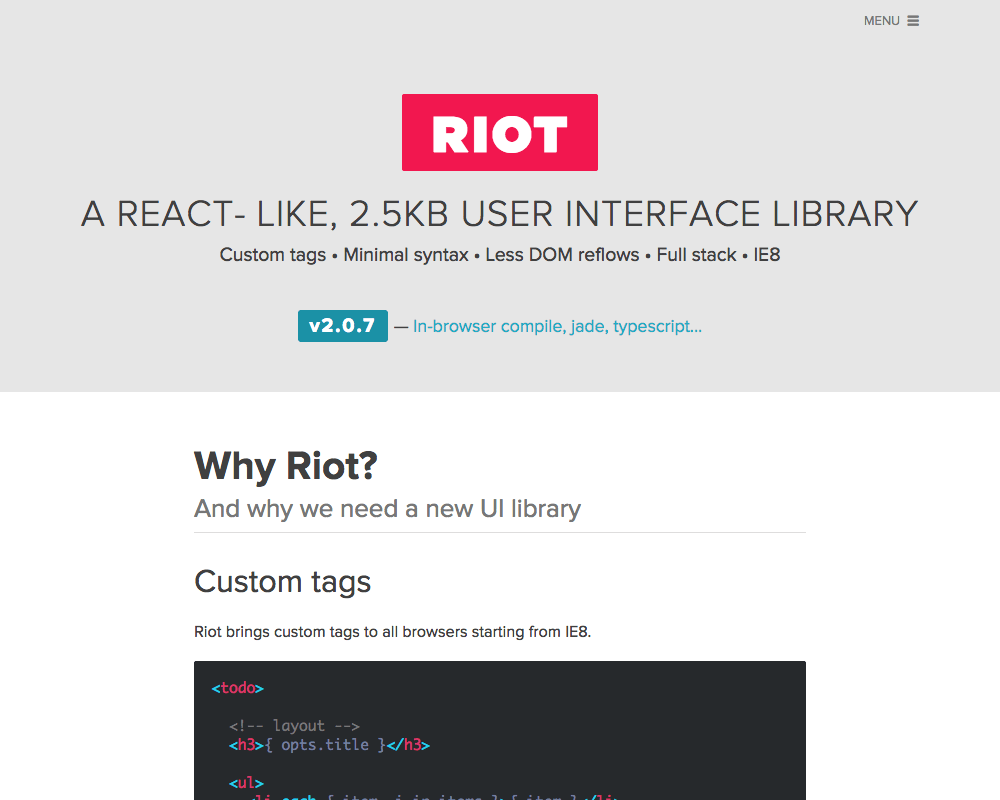 MENU
RIOT
A REACT- LIKE, 2.5KB USER INTERFACE LIBRARY
Custom tags • Minimal syntax • Less DOM reflows • Full stack • IE8
v2.0.7 — In-browser compile, jade, typescript...
Why Riot?
And why we need a new UI library
Custom tags
Riot brings custom tags to all browsers starting from IE8.
<todo>
<!-- layout -->
<h3>{ opts.title }</h3>
<ul>